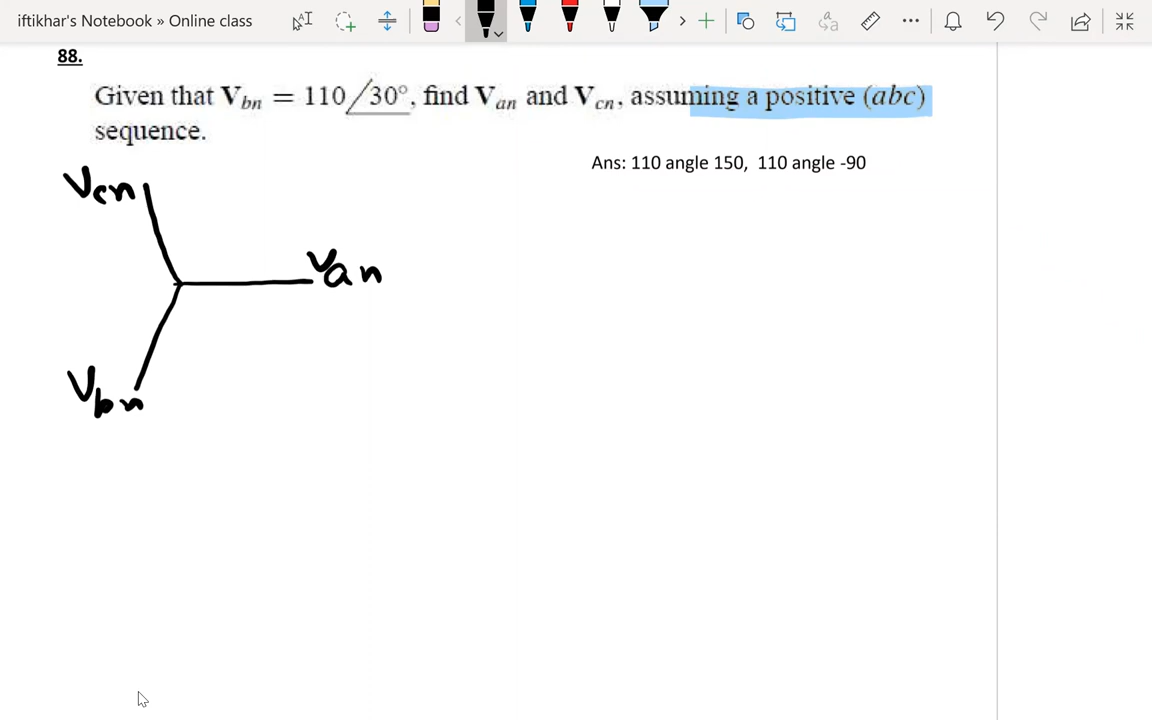 iftikhar's Notebook » Online class
88.
Given that Vbn = 110∠30°, find Van and Vcn, assuming a positive (abc)
sequence.
Ans: 110 angle 150, 110 angle -90
Vcn
Van
Vbn